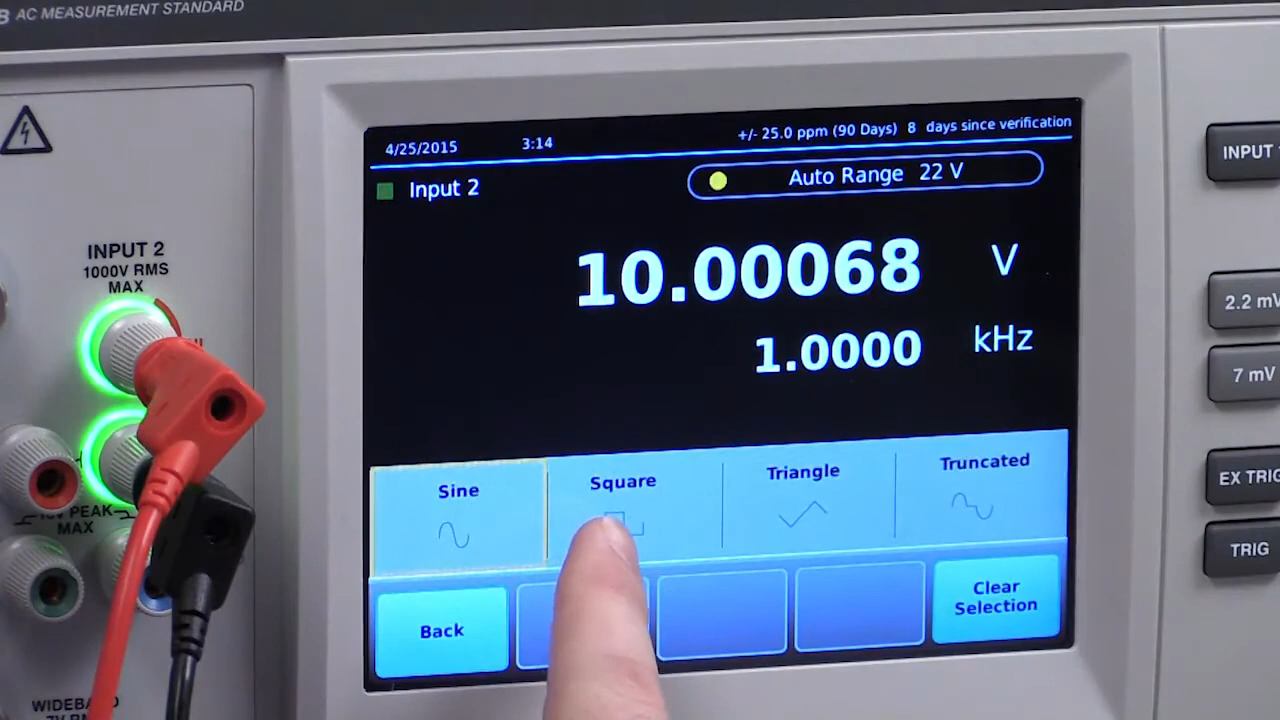 B AC MEASUREMENT STANDARD
4/25/2015 3:14 +/- 25.0 ppm (90 Days) 8 days since verification
Input 2 Auto Range 22 V
10.00068 V
1.0000 kHz
Sine Square Triangle Truncated
Back Clear Selection
INPUT 2
1000V RMS
MAX
PEAK
MAX
INPUT
2.2 mV
7 mV
EX TRIG
TRIG